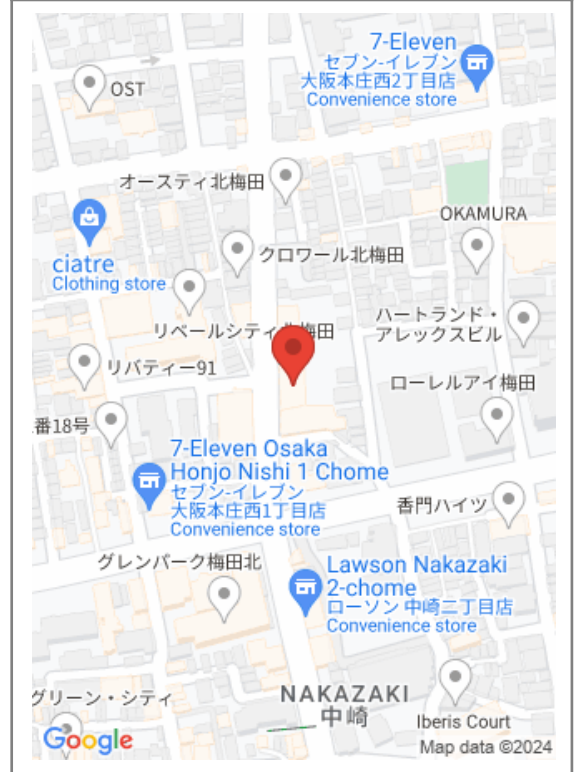 7-Eleven
セブン-イレブン
大阪本庄西2丁目店
Convenience store
OST
オースティ北梅田
OKAMURA
クロワール北梅田
ciatre
Clothing store
ハートランド・
アレックスビル
リベールシティ北梅田
リバティー91
ローレルアイ梅田
番18号
7-Eleven Osaka
Honjo Nishi 1 Chome
セブン-イレブン
大阪本庄西1丁目店
Convenience store
香門ハイツ
グレンパーク梅田北
Lawson Nakazaki
2-chome
ローソン 中崎二丁目店
Convenience store
グリーン・シティ
NAKAZAKI
中崎
Iberis Court
Google
Map data ©2024